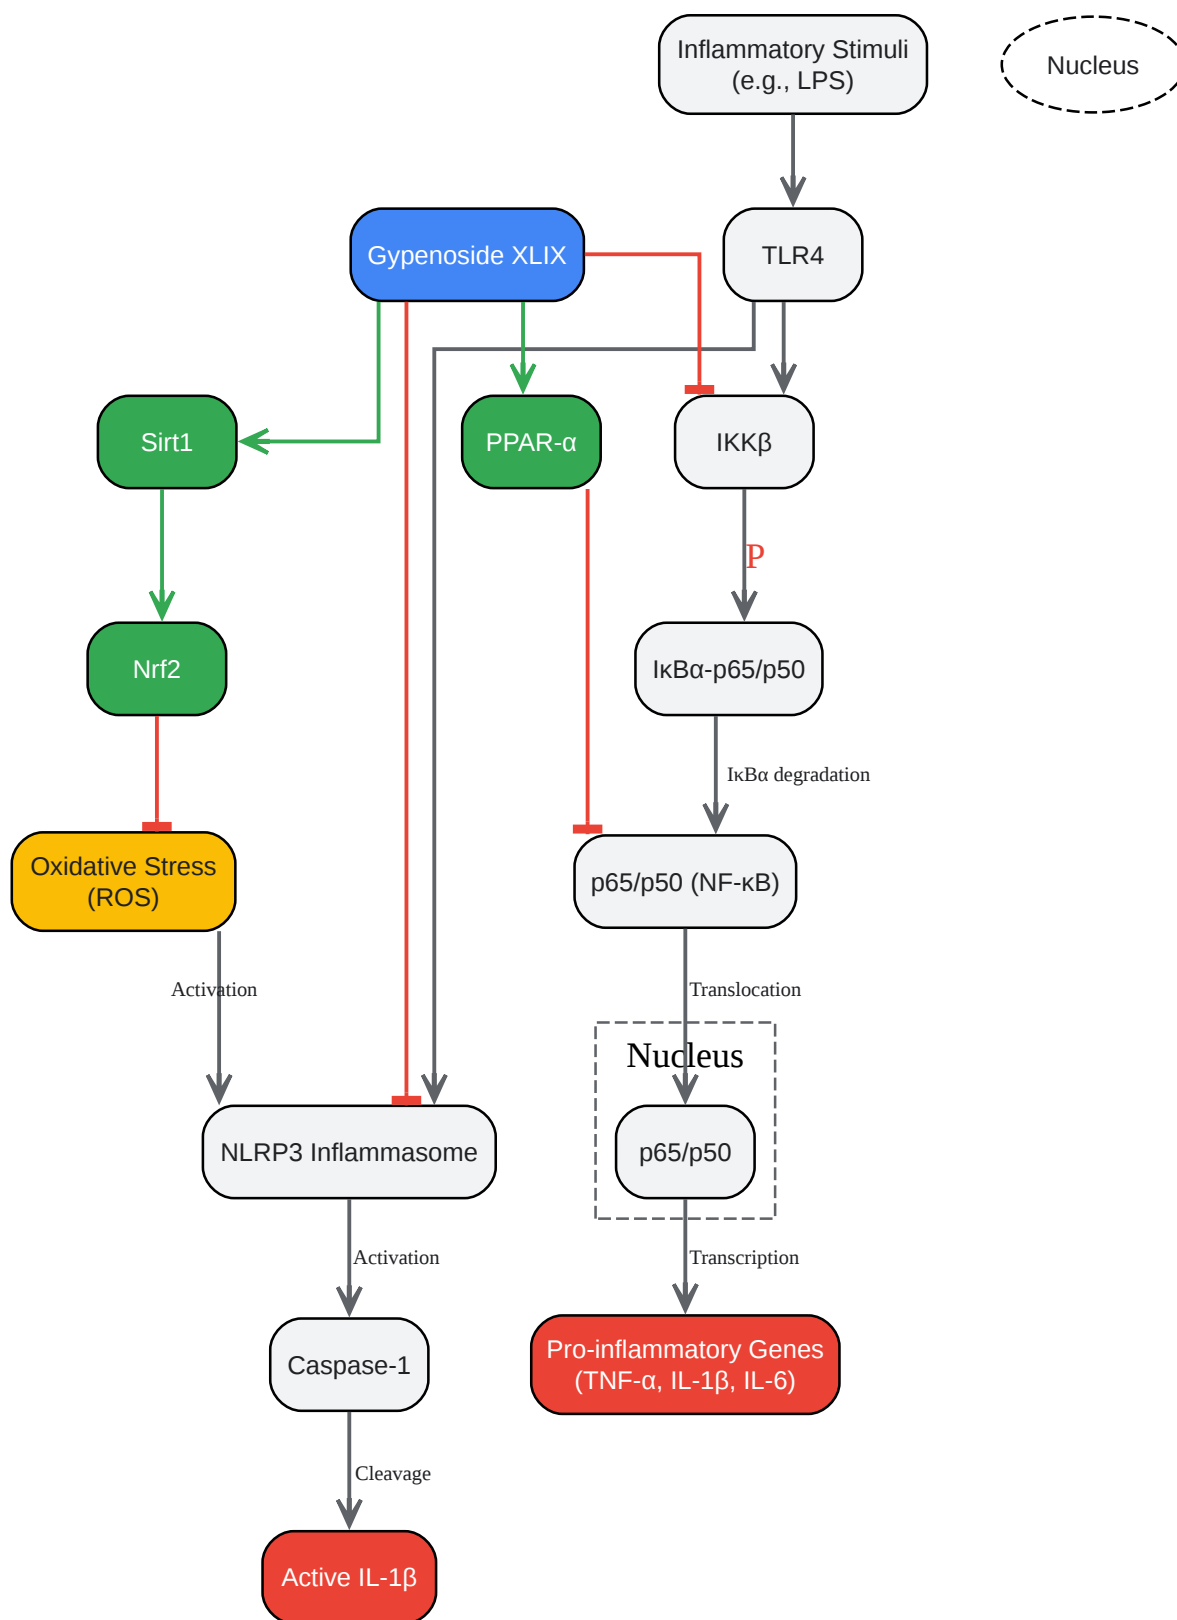 Inflammatory Stimuli
(e.g., LPS)
Nucleus
Gypenoside XLIX
TLR4
Sirt1
PPAR-α
IKKβ
P
Nrf2
IκBα-p65/p50
IκBα degradation
Oxidative Stress
(ROS)
p65/p50 (NF-κB)
Activation
Translocation
Nucleus
NLRP3 Inflammasome
p65/p50
Activation
Transcription
Caspase-1
Pro-inflammatory Genes
(TNF-α, IL-1β, IL-6)
Cleavage
Active IL-1β